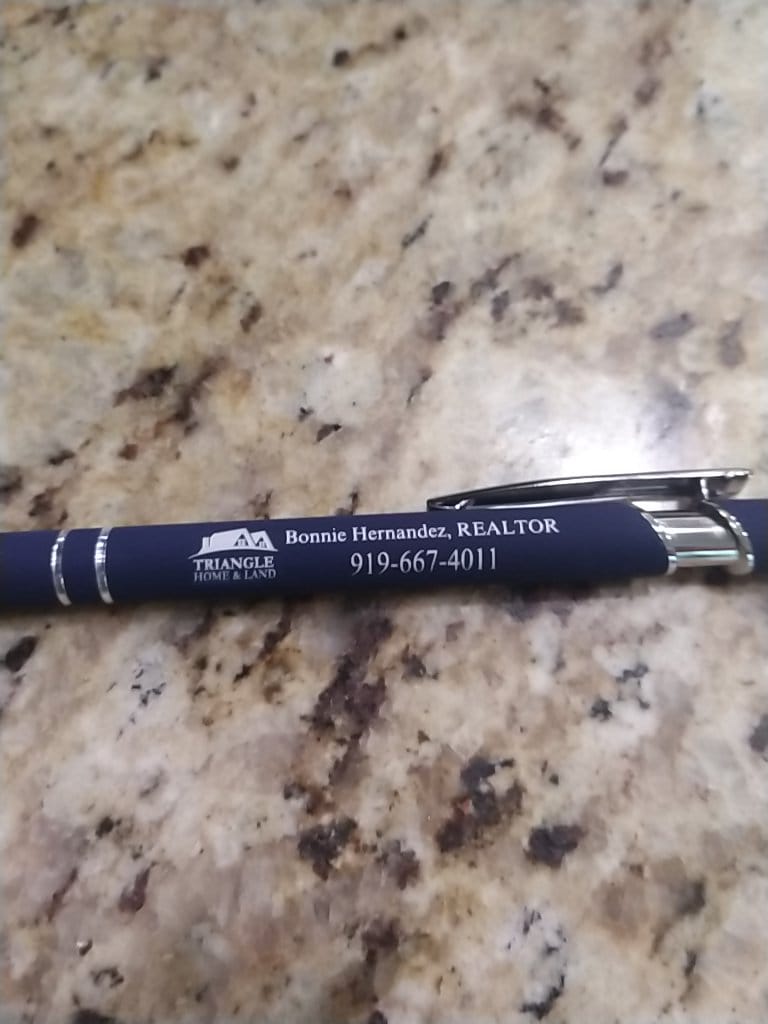 TRIANGLE
HOME & LAND
Bonnie Hernandez, REALTOR
919-667-4011